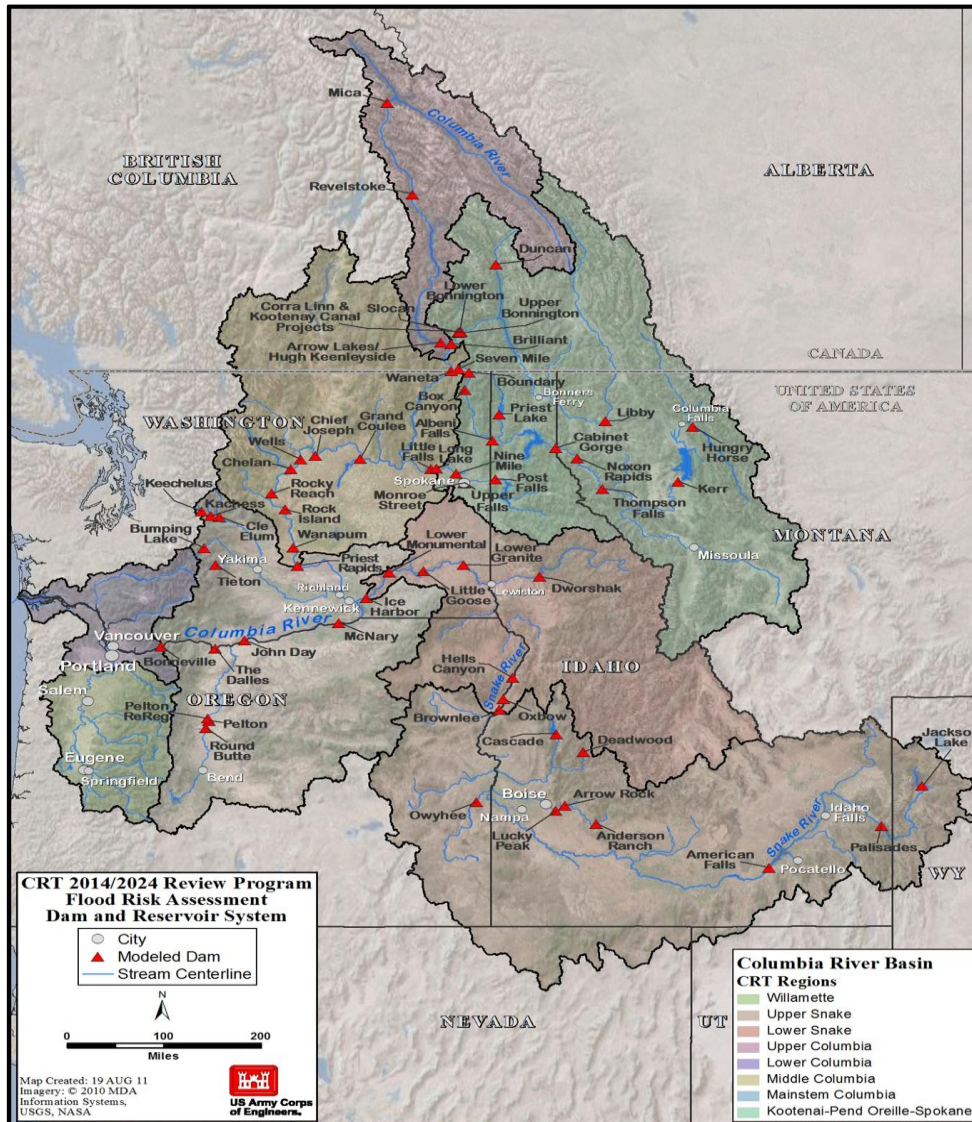 Mica
Columbia River
BRITISH
COLUMBIA
ALBERTA
Revelstoke
Duncan
Lower
Bonnington
Upper
Bonnington
Corra Linn &
Kootenay Canal
Projects
Slocan
Brilliant
Arrow Lakes/
Hugh Keenleyside
Seven Mile
CANADA
Waneta
Boundary
UNITED STATES
OF AMERICA
Bonners
Ferry
Box
Canyon
Priest
Lake
Libby
Columbia
Falls
WASHINGTON
Chief
Joseph
Grand
Coulee
Albeni
Falls
Cabinet
Gorge
Hungry
Horse
Wells
Little
Falls
Long
Lake
Nine
Mile
Noxon
Rapids
Chelan
Spokane
Post
Falls
Kerr
Keechelus
Rocky
Reach
Monroe
Street
Upper
Falls
Thompson
Falls
Kachess
Rock
Island
Bumping
Lake
Cle
Elum
Wanapum
Lower
Monumental
Lower
Granite
MONTANA
Missoula
Yakima
Priest
Rapids
Tieton
Richland
Kennewick
Ice
Harbor
Little
Goose
Lewiston
Dworshak
Vancouver
Columbia River
McNary
Portland
Bonneville
John Day
The
Dalles
Hells
Canyon
IDAHO
Salem
OREGON
Snake River
Pelton
ReReg
Pelton
Brownlee
Oxbow
Round
Butte
Cascade
Deadwood
Jackson
Lake
Eugene
Springfield
Bend
Boise
Arrow Rock
Owyhee
Nampa
Snake River
Idaho
Falls
Lucky
Peak
Anderson
Ranch
Palisades
American
Falls
Pocatello
WY
CRT 2014/2024 Review Program
Flood Risk Assessment
Dam and Reservoir System
City
Modeled Dam
Stream Centerline
N
0 100 200
Miles
Map Created: 19 AUG 11
Imagery: © 2010 MDA
Information Systems,
USGS, NASA
US Army Corps
of Engineers.
NEVADA
UT
Columbia River Basin
CRT Regions
Willamette
Upper Snake
Lower Snake
Upper Columbia
Lower Columbia
Middle Columbia
Mainstem Columbia
Kootenai-Pend Oreille-Spokane